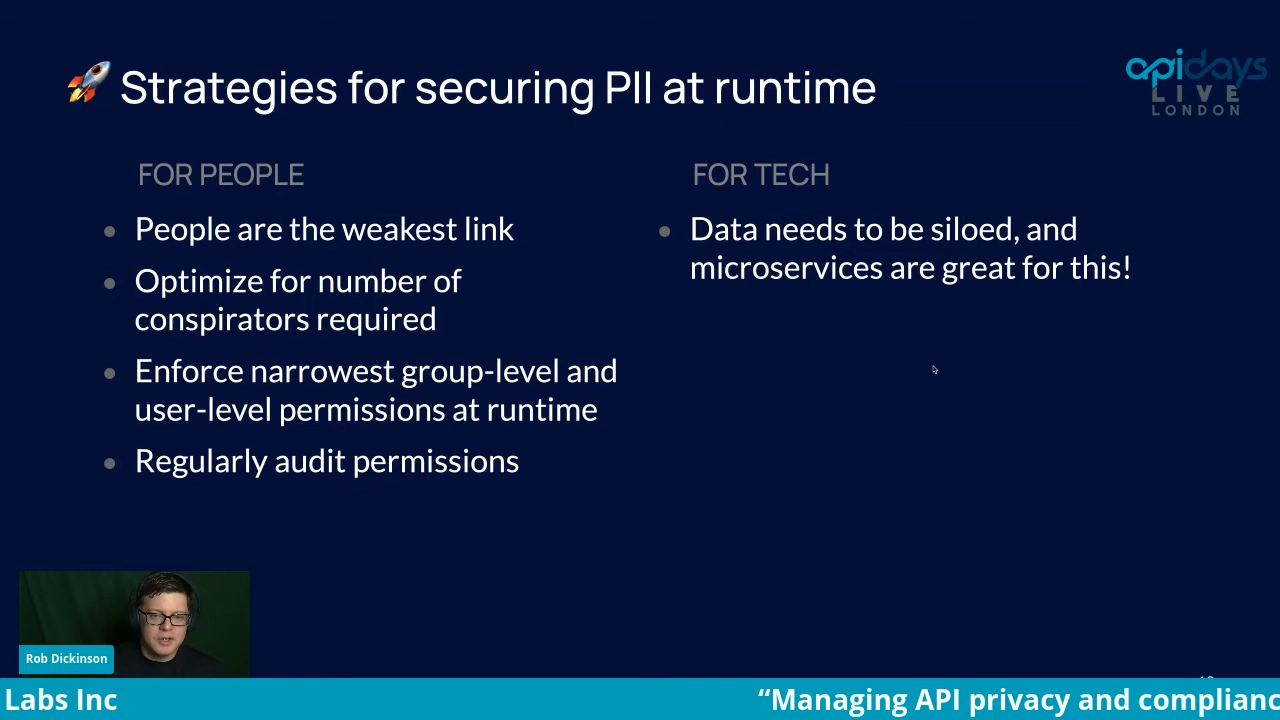 Strategies for securing PII at runtime
apidays
LIVE
LONDON
FOR PEOPLE
People are the weakest link
Optimize for number of
conspirators required
Enforce narrowest group-level and
user-level permissions at runtime
Regularly audit permissions
FOR TECH
Data needs to be siloed, and
microservices are great for this!
Rob Dickinson
Labs Inc
“Managing API privacy and complianc